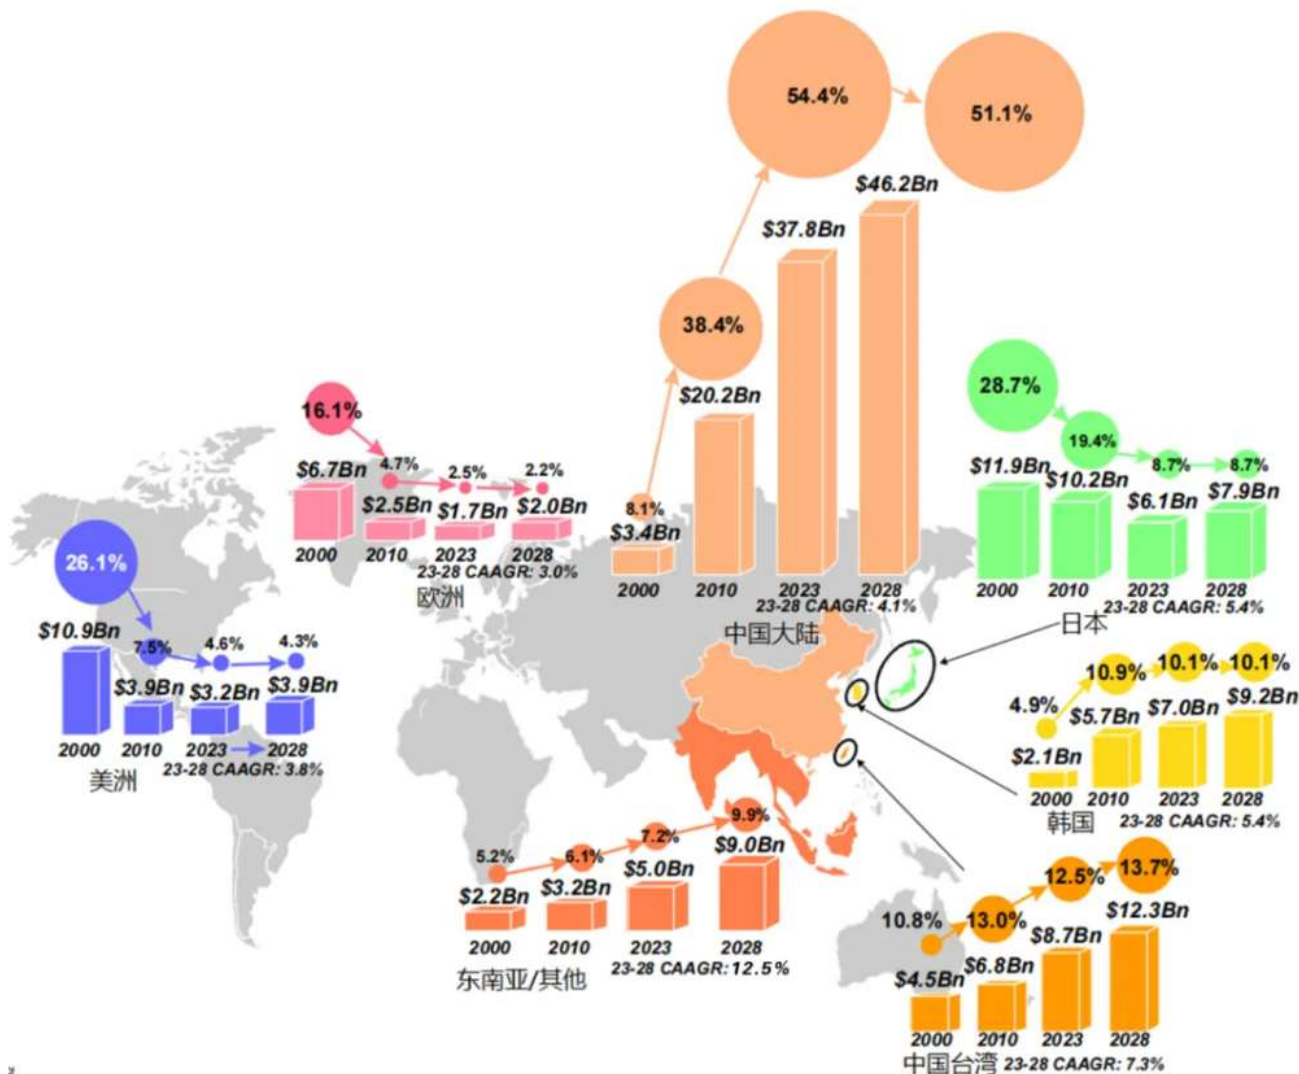 54.4%
51.1%
$46.2Bn
$37.8Bn
38.4%
$20.2Bn
8.1%
$3.4Bn
2000
2010
2023
2028
23-28 CAAGR: 4.1%
中国大陆
16.1%
4.7%
2.5%
2.2%
$6.7Bn
$2.5Bn
$1.7Bn
$2.0Bn
2000
2010
2023
2028
23-28 CAAGR: 3.0%
欧洲
28.7%
19.4%
8.7%
8.7%
$11.9Bn
$10.2Bn
$6.1Bn
$7.9Bn
2000
2010
2023
2028
23-28 CAAGR: 5.4%
日本
26.1%
7.5%
4.6%
4.3%
$10.9Bn
$3.9Bn
$3.2Bn
$3.9Bn
2000
2010
2023
2028
23-28 CAAGR: 3.8%
美洲
4.9%
10.9%
10.1%
10.1%
$2.1Bn
$5.7Bn
$7.0Bn
$9.2Bn
2000
2010
2023
2028
韩国
23-28 CAAGR: 5.4%
5.2%
6.1%
7.2%
9.9%
$2.2Bn
$3.2Bn
$5.0Bn
$9.0Bn
2000
2010
2023
2028
东南亚/其他
23-28 CAAGR: 12.5%
10.8%
13.0%
12.5%
13.7%
$4.5Bn
$6.8Bn
$8.7Bn
$12.3Bn
2000
2010
2023
2028
中国台湾
23-28 CAAGR: 7.3%